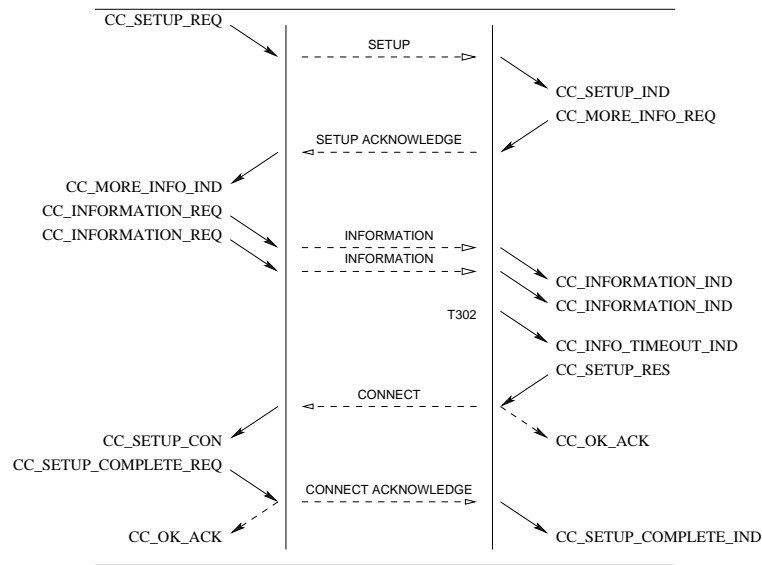 CC_SETUP_REQ
SETUP
CC_SETUP_IND
CC_MORE_INFO_REQ
SETUP ACKNOWLEDGE
CC_MORE_INFO_IND
CC_INFORMATION_REQ
CC_INFORMATION_REQ
INFORMATION
INFORMATION
CC_INFORMATION_IND
CC_INFORMATION_IND
T302
CC_INFO_TIMEOUT_IND
CC_SETUP_RES
CONNECT
CC_SETUP_CON
CC_OK_ACK
CC_SETUP_COMPLETE_REQ
CONNECT ACKNOWLEDGE
CC_OK_ACK
CC_SETUP_COMPLETE_IND